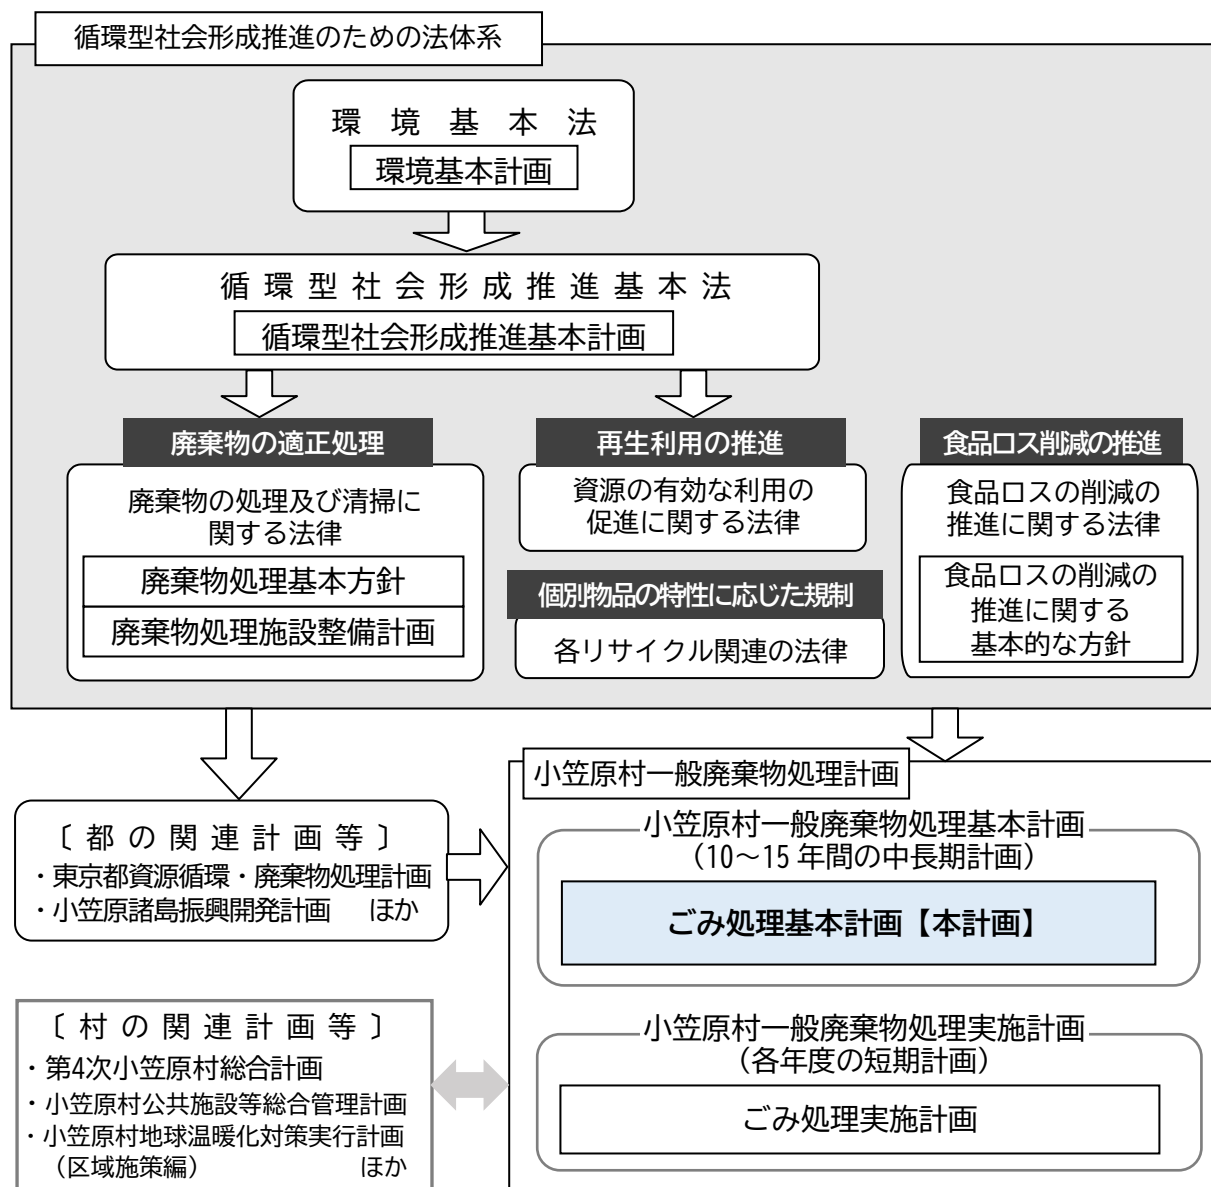 循環型社会形成推進のための法体系
環境基本法
環境基本計画
循環型社会形成推進基本法
循環型社会形成推進基本計画
廃棄物の適正処理
廃棄物の処理及び清掃に
関する法律
廃棄物処理基本方針
廃棄物処理施設整備計画
再生利用の推進
資源の有効な利用の
促進に関する法律
個別物品の特性に応じた規制
各リサイクル関連の法律
食品ロス削減の推進
食品ロスの削減の
推進に関する法律
食品ロスの削減の
推進に関する
基本的な方針
〔都の関連計画等〕
・東京都資源循環・廃棄物処理計画
・小笠原諸島振興開発計画 ほか
〔村の関連計画等〕
・第4次小笠原村総合計画
・小笠原村公共施設等総合管理計画
・小笠原村地球温暖化対策実行計画
（区域施策編） ほか
小笠原村一般廃棄物処理計画
小笠原村一般廃棄物処理基本計画
（10～15年間の中長期計画）
ごみ処理基本計画【本計画】
小笠原村一般廃棄物処理実施計画
（各年度の短期計画）
ごみ処理実施計画